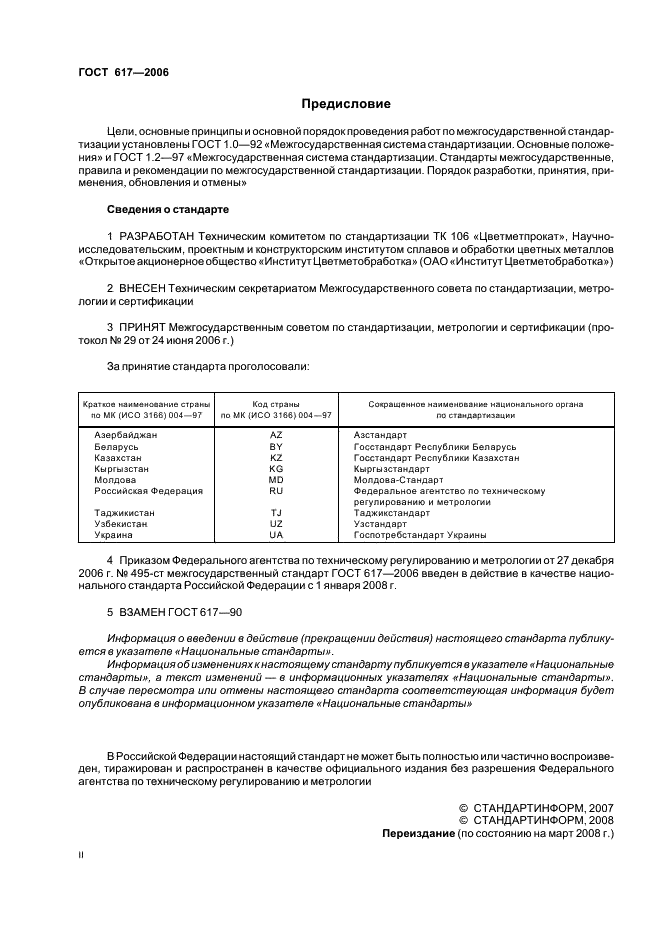 ГОСТ 617—2006
Предисловие
Цели, основные принципы и основной порядок проведения работ по межгосударственной стандар-
тизации установлены ГОСТ 1.0—92 «Межгосударственная система стандартизации. Основные положе-
ния» и ГОСТ 1.2—97 «Межгосударственная система стандартизации. Стандарты межгосударственные,
правила и рекомендации по межгосударственной стандартизации. Порядок разработки, принятия, при-
менения, обновления и отмены»
Сведения о стандарте
1 РАЗРАБОТАН Техническим комитетом по стандартизации ТК 106 «Цветметпрокат», Научно-
исследовательским, проектным и конструкторским институтом сплавов и обработки цветных металлов
«Открытое акционерное общество «Институт Цветметобработка» (ОАО «Институт Цветметобработка»)
2 ВНЕСЕН Техническим секретариатом Межгосударственного совета по стандартизации, метро-
логии и сертификации
3 ПРИНЯТ Межгосударственным советом по стандартизации, метрологии и сертификации (про-
токол № 29 от 24 июня 2006 г.)
За принятие стандарта проголосовали:
Краткое наименование страны
по МК (ИСО 3166) 004—97
Код страны
по МК (ИСО 3166) 004—97
Сокращенное наименование национального органа
по стандартизации
Азербайджан AZ Азстандарт
Беларусь BY Госстандарт Республики Беларусь
Казахстан KZ Госстандарт Республики Казахстан
Кыргызстан KG Кыргызстандарт
Молдова MD Молдова-Стандарт
Российская Федерация RU Федеральное агентство по техническому
регулированию и метрологии
Таджикистан TJ Таджикстандарт
Узбекистан UZ Узстандарт
Украина UA Госпотребстандарт Украины
4 Приказом Федерального агентства по техническому регулированию и метрологии от 27 декабря
2006 г. № 495-ст межгосударственный стандарт ГОСТ 617—2006 введен в действие в качестве нацио-
нального стандарта Российской Федерации с 1 января 2008 г.
5 ВЗАМЕН ГОСТ 617—90
Информация о введении в действие (прекращении действия) настоящего стандарта публику-
ется в указателе «Национальные стандарты».
Информация об изменениях к настоящему стандарту публикуется в указателе «Национальные
стандарты», а текст изменений — в информационных указателях «Национальные стандарты».
В случае пересмотра или отмены настоящего стандарта соответствующая информация будет
опубликована в информационном указателе «Национальные стандарты»
В Российской Федерации настоящий стандарт не может быть полностью или частично воспроизве-
ден, тиражирован и распространен в качестве официального издания без разрешения Федерального
агентства по техническому регулированию и метрологии
© СТАНДАРТИНФОРМ, 2007
© СТАНДАРТИНФОРМ, 2008
Переиздание (по состоянию на март 2008 г.)
II